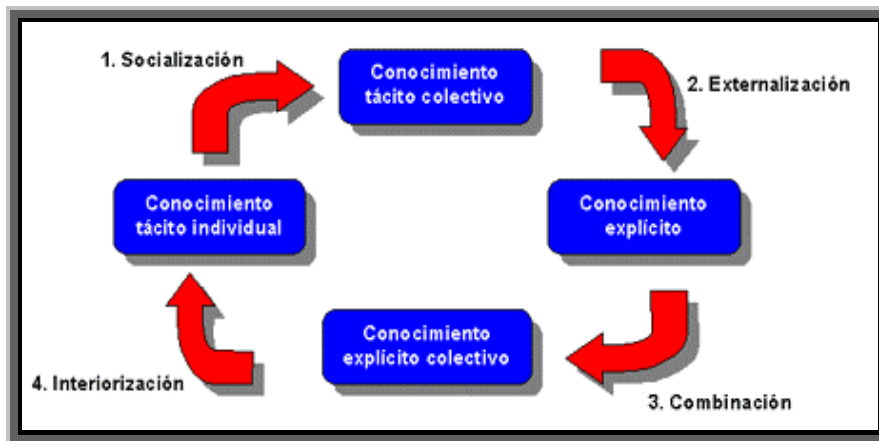 1. Socialización
Conocimiento
tácito colectivo
2. Externalización
Conocimiento
explícito
3. Combinación
Conocimiento
explícito colectivo
4. Interiorización
Conocimiento
tácito individual